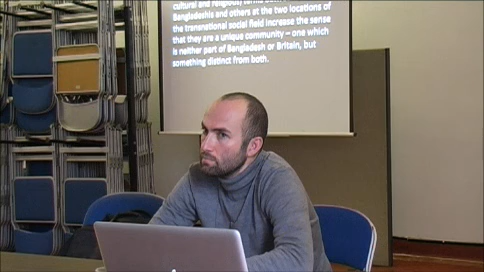 cultural and religious) terms
Bangladeshis and others at the two locations of
the transnational social field increase the sense
that they are a unique community – one which
is neither part of Bangladesh or Britain, but
something distinct from both.